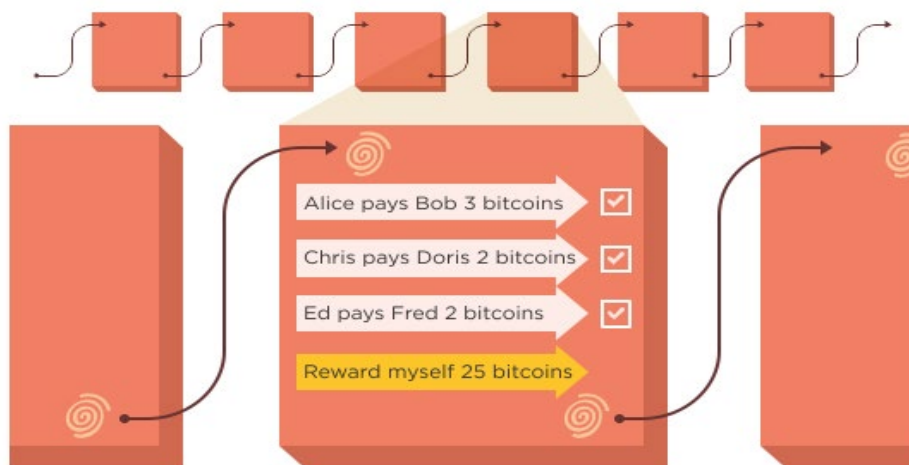 Alice pays Bob 3 bitcoins
Chris pays Doris 2 bitcoins
Ed pays Fred 2 bitcoins
Reward myself 25 bitcoins